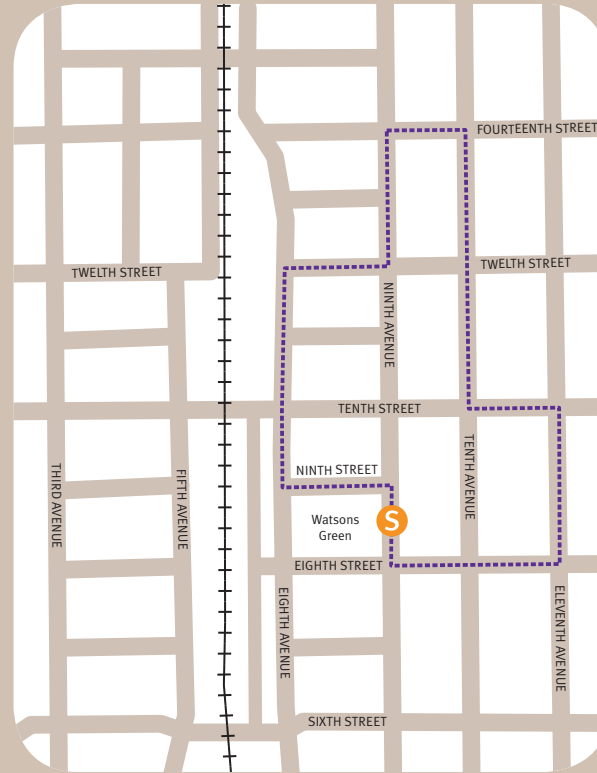 FOURTEENTH STREET
TWELTH STREET
TWELTH STREET
NINTH AVENUE
TENTH STREET
THIRD AVENUE
FIFTH AVENUE
NINTH STREET
TENTH AVENUE
S
Watsons
Green
EIGHTH STREET
EIGHTH AVENUE
ELEVENTH AVENUE
SIXTH STREET